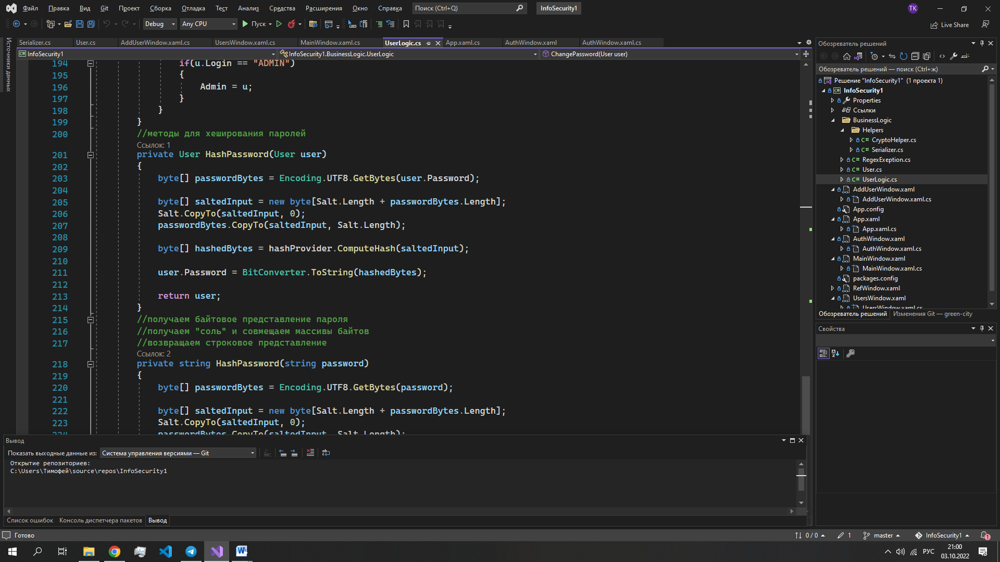 Файл Правка Вид Git Проект Сборка Отладка Тест Анализ Средства Расширения Окно Справка Поиск (Ctrl+Q) InfoSecurity1 ТК
Debug Any CPU Пуск Live Share
Источники данных
Serializer.cs User.cs AddUserWindow.xaml.cs UsersWindow.xaml.cs MainWindow.xaml.cs UserLogic.cs App.xaml.cs AuthWindow.xaml AuthWindow.xaml.cs
InfoSecurity1 InfoSecurity1.BusinessLogic.UserLogic ChangePassword(User user)
194 if(u.Login == "ADMIN")
195 {
196 Admin = u;
197 }
198 }
199 }
200 //методы для хеширования паролей
Ссылок: 1
201 private User HashPassword(User user)
202 {
203 byte[] passwordBytes = Encoding.UTF8.GetBytes(user.Password);
204
205 byte[] saltedInput = new byte[Salt.Length + passwordBytes.Length];
206 Salt.CopyTo(saltedInput, 0);
207 passwordBytes.CopyTo(saltedInput, Salt.Length);
208
209 byte[] hashedBytes = hashProvider.ComputeHash(saltedInput);
210
211 user.Password = BitConverter.ToString(hashedBytes);
212
213 return user;
214 }
215 //получаем байтовое представление пароля
216 //получаем "соль" и совмещаем массивы байтов
217 //возвращаем строковое представление
Ссылок: 2
218 private string HashPassword(string password)
219 {
220 byte[] passwordBytes = Encoding.UTF8.GetBytes(password);
221
222 byte[] saltedInput = new byte[Salt.Length + passwordBytes.Length];
223 Salt.CopyTo(saltedInput, 0);
224 passwordBytes.CopyTo(saltedInput, Salt.Length);
Обозреватель решений
Обозреватель решений — поиск (Ctrl+ж)
Решение "InfoSecurity1" (1 проекта 1)
InfoSecurity1
Properties
Ссылки
BusinessLogic
Helpers
C# CryptoHelper.cs
C# Serializer.cs
C# RegexExeption.cs
C# User.cs
C# UserLogic.cs
AddUserWindow.xaml
AddUserWindow.xaml.cs
App.config
App.xaml
App.xaml.cs
AuthWindow.xaml
AuthWindow.xaml.cs
MainWindow.xaml
MainWindow.xaml.cs
packages.config
RefWindow.xaml
UsersWindow.xaml
UsersWindow.xaml.cs
Обозреватель решений Изменения Git — green-city
Свойства
Вывод
Показать выходные данные из: Система управления версиями — Git
Открытие репозиториев:
C:\Users\Тимофей\source\repos\InfoSecurity1
Список ошибок Консоль диспетчера пакетов Вывод
Готово 0 / 0 1 master InfoSecurity1 1
РУС 21:00
03.10.2022